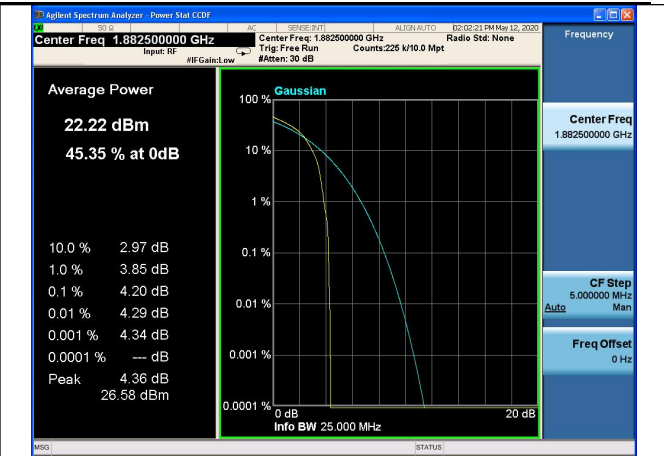 Agilent Spectrum Analyzer - Power Stat CCDF
50 Ω AC SENSE:INT ALIGN AUTO 02:02:21 PM May 12, 2020
Center Freq 1.882500000 GHz
Center Freq: 1.882500000 GHz Radio Std: None
Input: RF Trig: Free Run Counts:225 k/10.0 Mpt
#IFGain:Low #Atten: 30 dB
Frequency
Average Power
22.22 dBm
45.35 % at 0dB
10.0 % 2.97 dB
1.0 % 3.85 dB
0.1 % 4.20 dB
0.01 % 4.29 dB
0.001 % 4.34 dB
0.0001 % --- dB
Peak 4.36 dB
26.58 dBm
Gaussian
100 %
10 %
1 %
0.1 %
0.01 %
0.001 %
0.0001 %
0 dB 20 dB
Info BW 25.000 MHz
Center Freq
1.882500000 GHz
CF Step
5.000000 MHz
Auto Man
Freq Offset
0 Hz
MSG STATUS